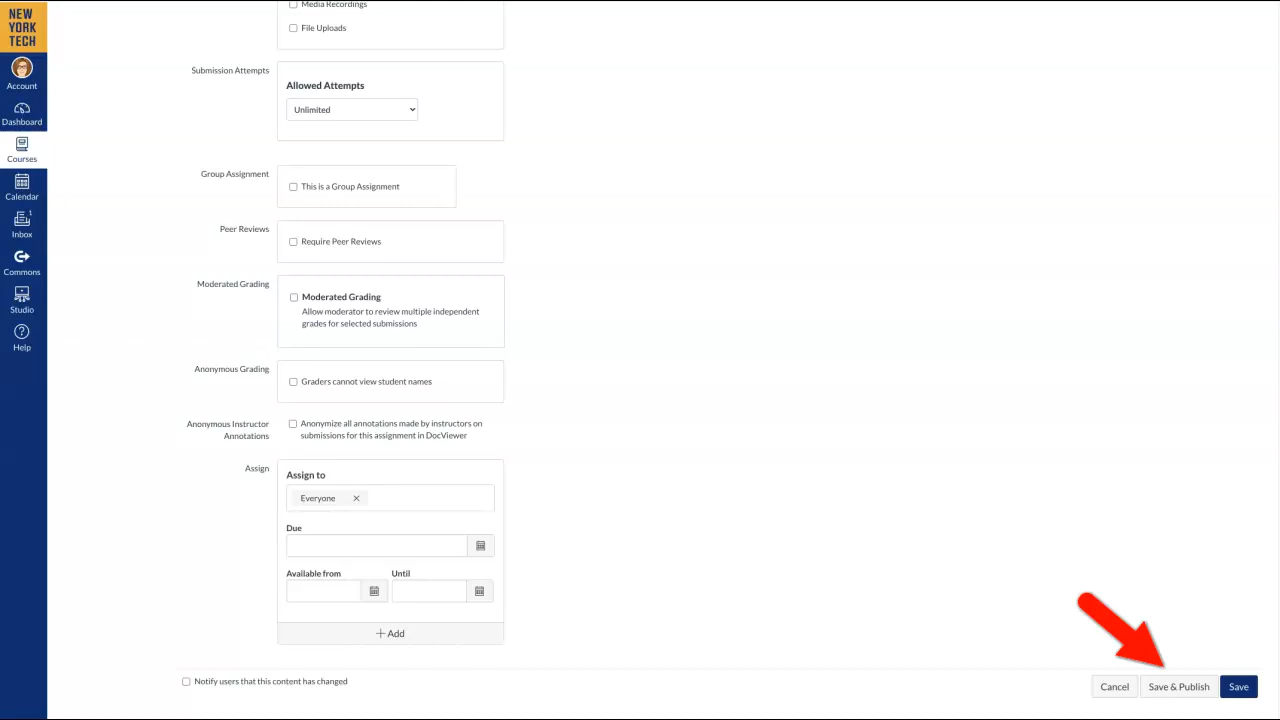 NEW
YORK
TECH
Account
Dashboard
Courses
Calendar
1
Inbox
Commons
Studio
Help
Media Recordings
File Uploads
Submission Attempts
Allowed Attempts
Unlimited
Group Assignment
This is a Group Assignment
Peer Reviews
Require Peer Reviews
Moderated Grading
Moderated Grading
Allow moderator to review multiple independent
grades for selected submissions
Anonymous Grading
Graders cannot view student names
Anonymous Instructor
Annotations
Anonymize all annotations made by instructors on
submissions for this assignment in DocViewer
Assign
Assign to
Everyone
Due
Available from Until
+ Add
Notify users that this content has changed
Cancel Save & Publish Save